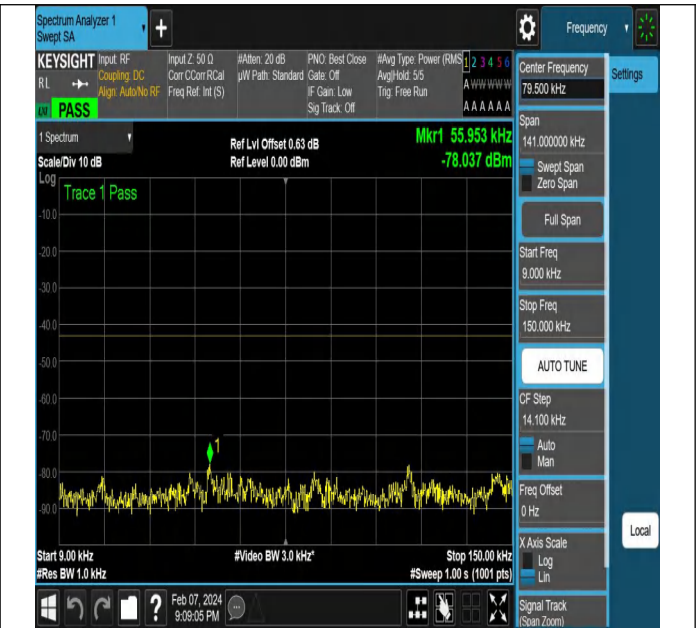 Spectrum Analyzer 1
Swept SA
+
Frequency
KEYSIGHT
Input: RF
Coupling: DC
Align: Auto/No RF
RL
PASS
Input Z: 50 Ω
Corr CCorr RCal
Freq Ref: Int (S)
#Atten: 20 dB
µW Path: Standard
PNO: Best Close
Gate: Off
IF Gain: Low
Sig Track: Off
#Avg Type: Power (RMS
Avg|Hold: 5/5
Trig: Free Run
1 2 3 4 5 6
A W W W W W
A A A A A A
1 Spectrum
Scale/Div 10 dB
Ref Lvl Offset 0.63 dB
Ref Level 0.00 dBm
Mkr1 55.953 kHz
-78.037 dBm
Log
Trace 1 Pass
-10.0
-20.0
-30.0
-40.0
-50.0
-60.0
-70.0
-80.0
-90.0
1
Start 9.00 kHz
#Video BW 3.0 kHz*
Stop 150.00 kHz
#Res BW 1.0 kHz
#Sweep 1.00 s (1001 pts)
?
Feb 07, 2024
9:09:05 PM
Center Frequency
79.500 kHz
Settings
Span
141.000000 kHz
Swept Span
Zero Span
Full Span
Start Freq
9.000 kHz
Stop Freq
150.000 kHz
AUTO TUNE
CF Step
14.100 kHz
Auto
Man
Freq Offset
0 Hz
Local
X Axis Scale
Log
Lin
Signal Track
(Span Zoom)